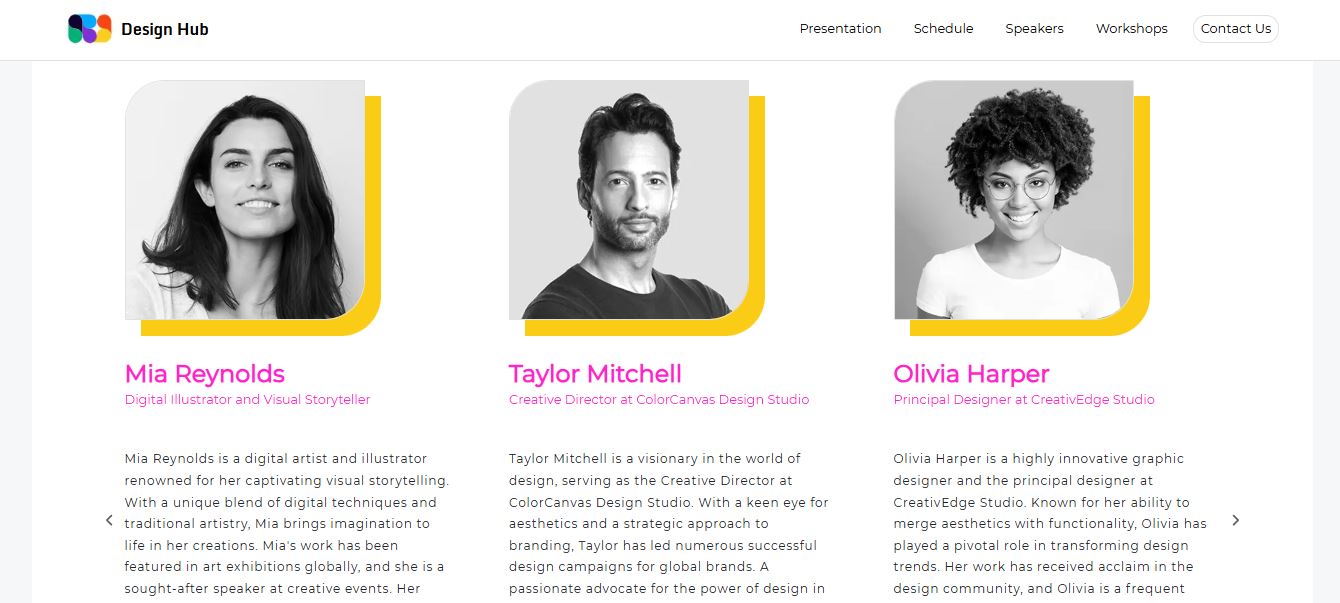 Design Hub
Presentation
Schedule
Speakers
Workshops
Contact Us
Mia Reynolds
Digital Illustrator and Visual Storyteller
Mia Reynolds is a digital artist and illustrator
renowned for her captivating visual storytelling.
With a unique blend of digital techniques and
traditional artistry, Mia brings imagination to
life in her creations. Mia's work has been
featured in art exhibitions globally, and she is a
sought-after speaker at creative events. Her
Taylor Mitchell
Creative Director at ColorCanvas Design Studio
Taylor Mitchell is a visionary in the world of
design, serving as the Creative Director at
ColorCanvas Design Studio. With a keen eye for
aesthetics and a strategic approach to
branding, Taylor has led numerous successful
design campaigns for global brands. A
passionate advocate for the power of design in
Olivia Harper
Principal Designer at CreativEdge Studio
Olivia Harper is a highly innovative graphic
designer and the principal designer at
CreativEdge Studio. Known for her ability to
merge aesthetics with functionality, Olivia has
played a pivotal role in transforming design
trends. Her work has received acclaim in the
design community, and Olivia is a frequent